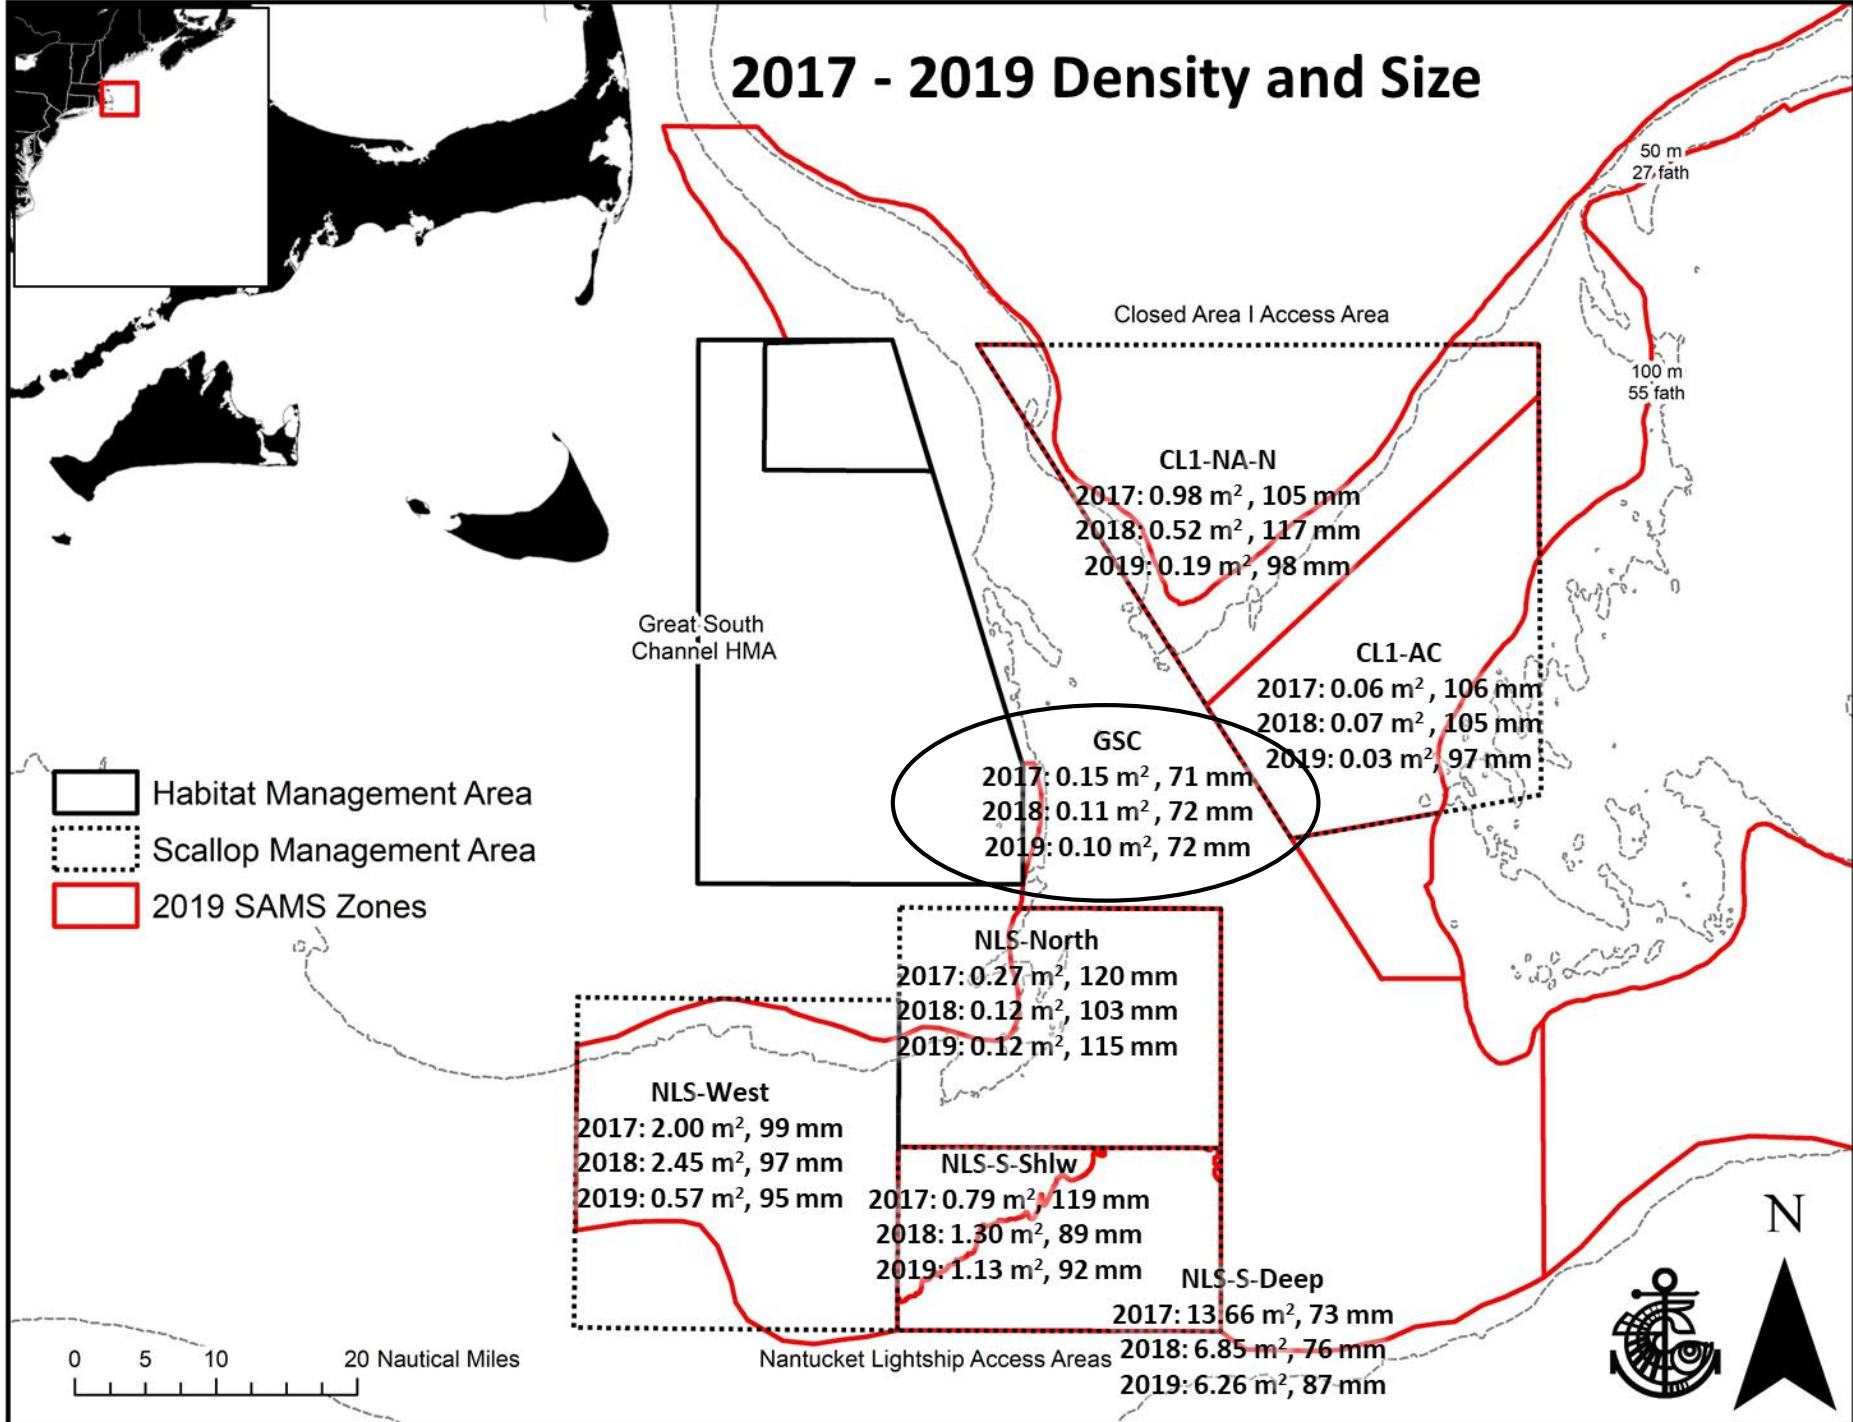 2017 - 2019 Density and Size
50 m
27 fath
Closed Area I Access Area
100 m
55 fath
CL1-NA-N
2017: 0.98 m² , 105 mm
2018: 0.52 m² , 117 mm
2019: 0.19 m², 98 mm
Great South
Channel HMA
CL1-AC
2017: 0.06 m² , 106 mm
2018: 0.07 m² , 105 mm
2019: 0.03 m², 97 mm
GSC
2017: 0.15 m² , 71 mm
2018: 0.11 m² , 72 mm
2019: 0.10 m², 72 mm
Habitat Management Area
Scallop Management Area
2019 SAMS Zones
NLS-North
2017: 0.27 m², 120 mm
2018: 0.12 m², 103 mm
2019: 0.12 m², 115 mm
NLS-West
2017: 2.00 m², 99 mm
2018: 2.45 m², 97 mm
2019: 0.57 m², 95 mm
NLS-S-Shlw
2017: 0.79 m², 119 mm
2018: 1.30 m², 89 mm
2019: 1.13 m², 92 mm
NLS-S-Deep
2017: 13.66 m², 73 mm
2018: 6.85 m², 76 mm
2019: 6.26 m², 87 mm
N
0 5 10 20 Nautical Miles
Nantucket Lightship Access Areas